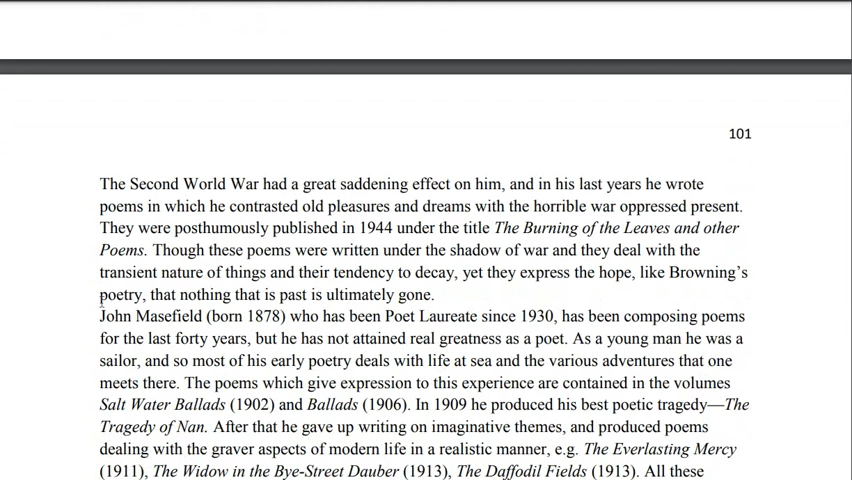 101
The Second World War had a great saddening effect on him, and in his last years he wrote
poems in which he contrasted old pleasures and dreams with the horrible war oppressed present.
They were posthumously published in 1944 under the title The Burning of the Leaves and other
Poems. Though these poems were written under the shadow of war and they deal with the
transient nature of things and their tendency to decay, yet they express the hope, like Browning’s
poetry, that nothing that is past is ultimately gone.
John Masefield (born 1878) who has been Poet Laureate since 1930, has been composing poems
for the last forty years, but he has not attained real greatness as a poet. As a young man he was a
sailor, and so most of his early poetry deals with life at sea and the various adventures that one
meets there. The poems which give expression to this experience are contained in the volumes
Salt Water Ballads (1902) and Ballads (1906). In 1909 he produced his best poetic tragedy—The
Tragedy of Nan. After that he gave up writing on imaginative themes, and produced poems
dealing with the graver aspects of modern life in a realistic manner, e.g. The Everlasting Mercy
(1911), The Widow in the Bye-Street Dauber (1913), The Daffodil Fields (1913). All these